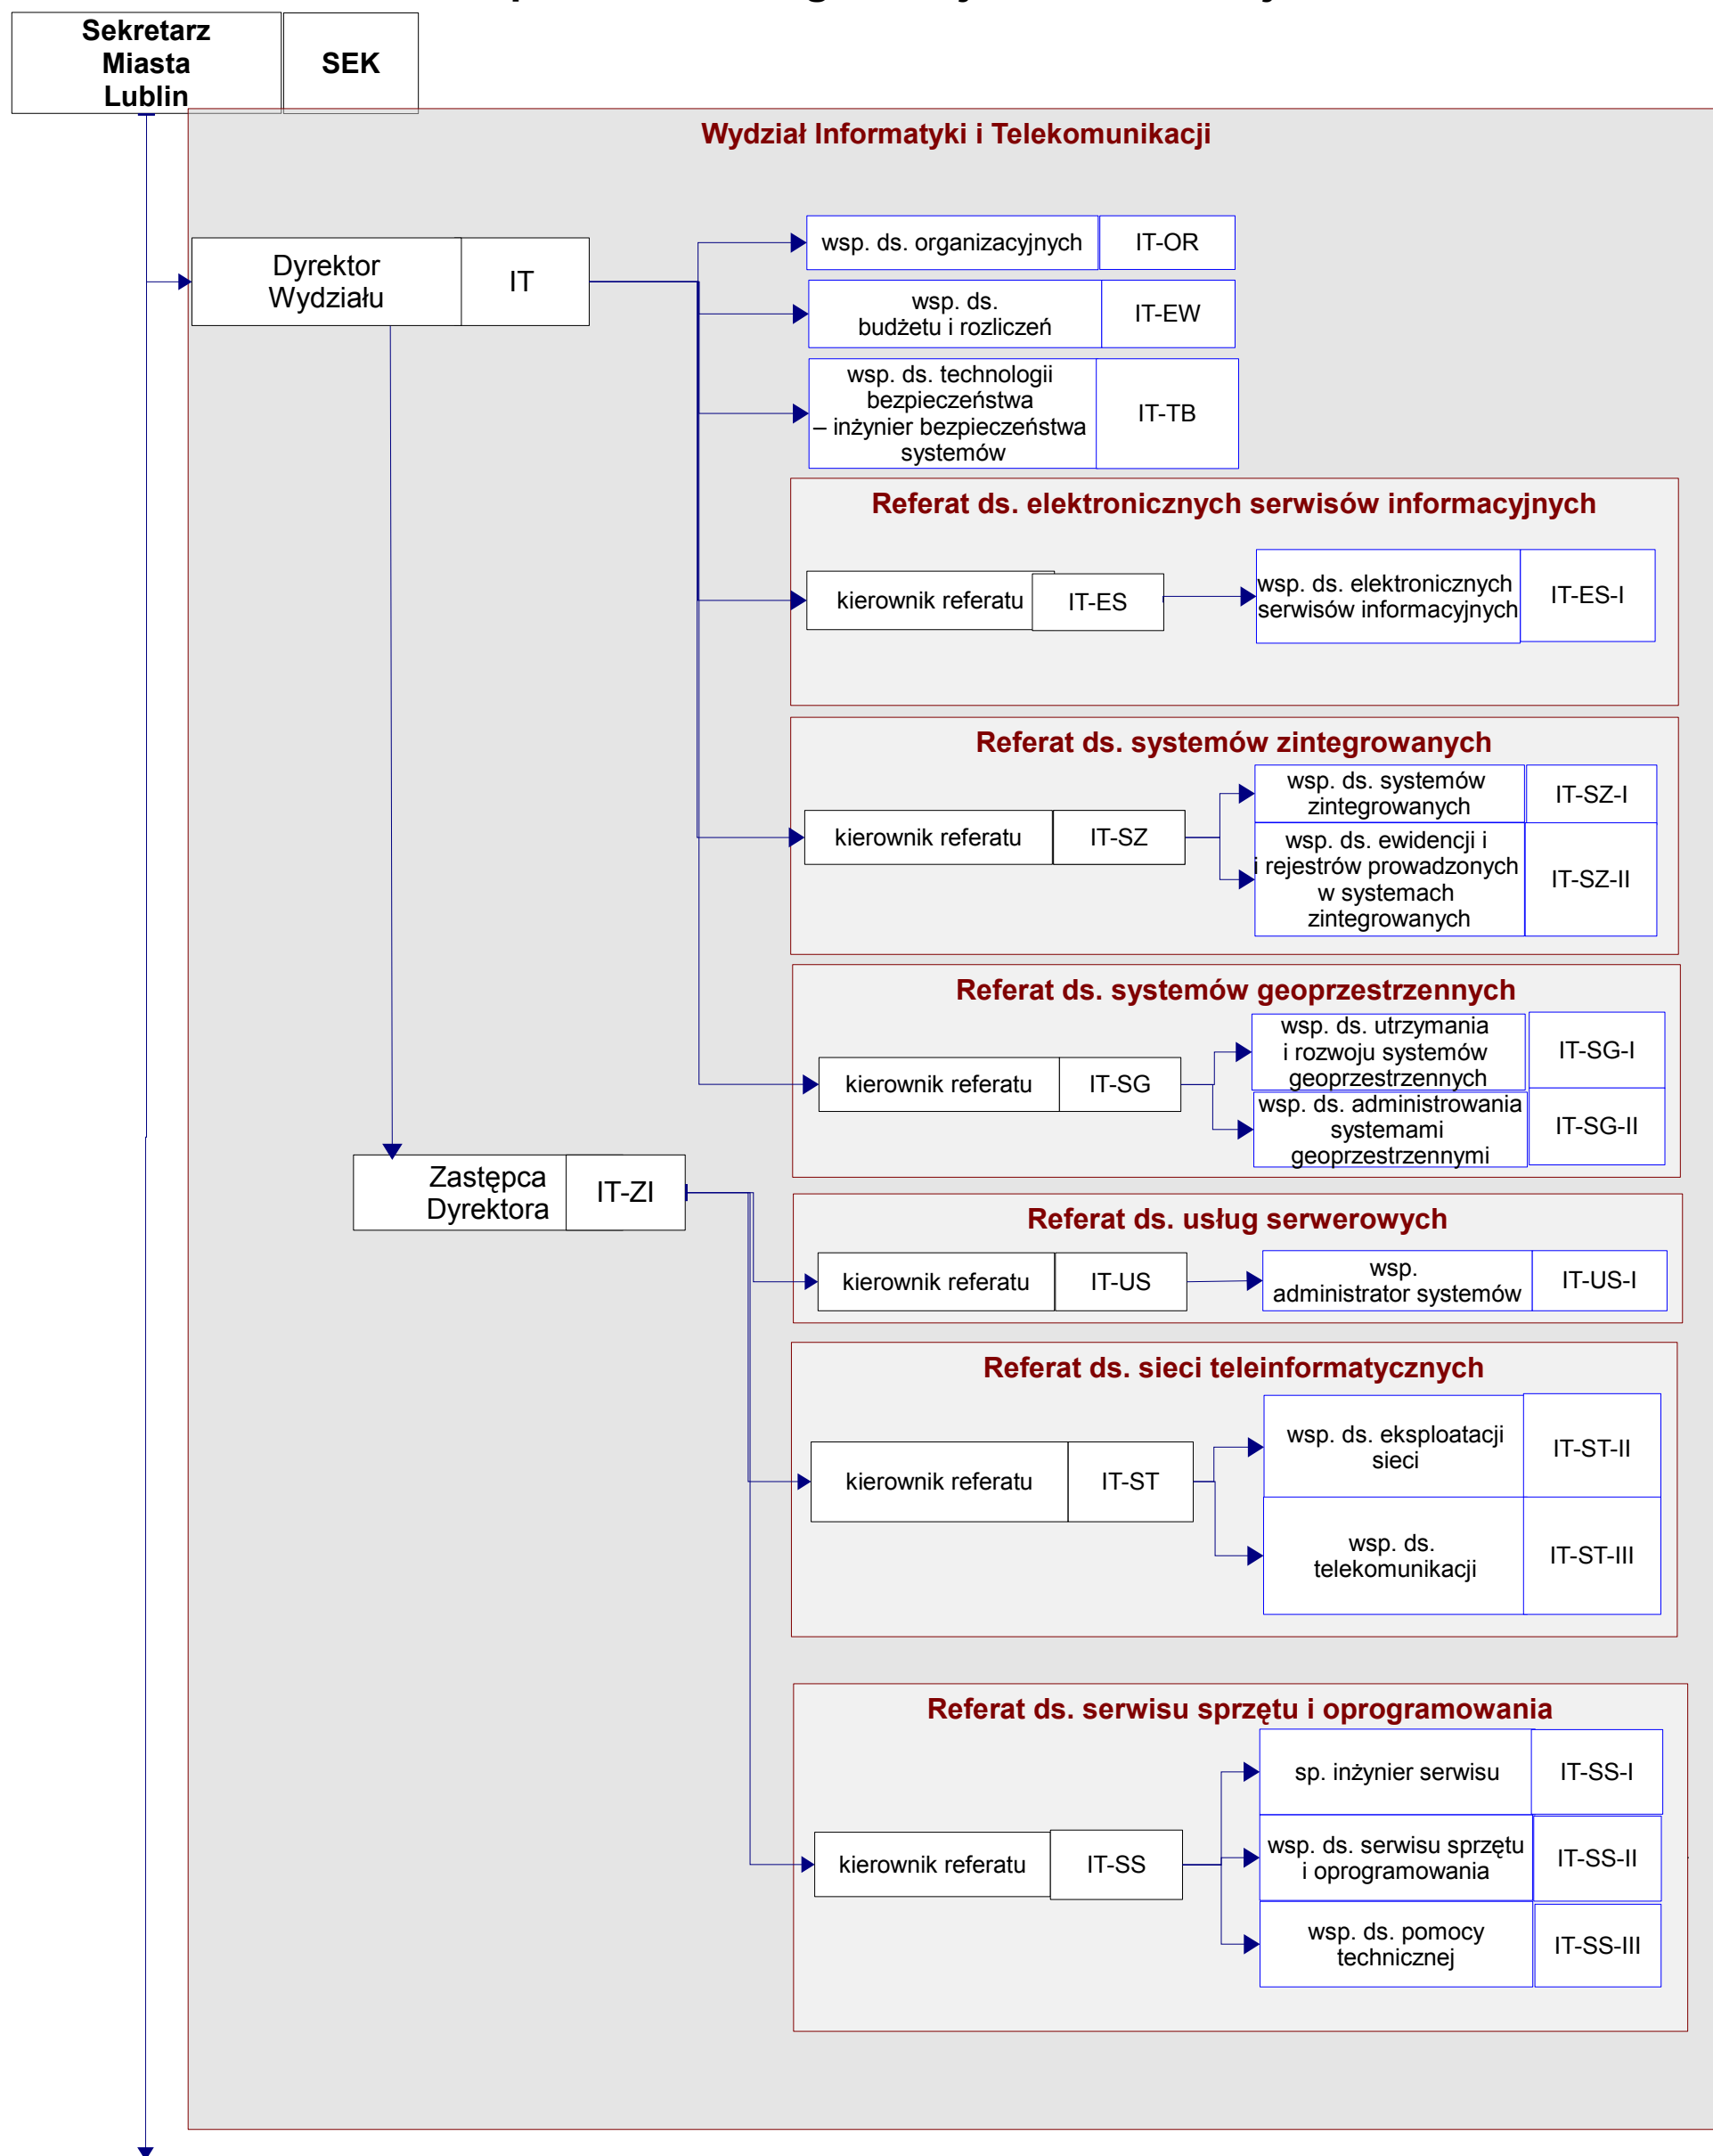 Sekretarz
Miasta
Lublin
SEK
Wydział Informatyki i Telekomunikacji
Dyrektor
Wydziału
IT
wsp. ds. organizacyjnych
IT-OR
wsp. ds.
budżetu i rozliczeń
IT-EW
wsp. ds. technologii
bezpieczeństwa
– inżynier bezpieczeństwa
systemów
IT-TB
Referat ds. elektronicznych serwisów informacyjnych
kierownik referatu
IT-ES
wsp. ds. elektronicznych
serwisów informacyjnych
IT-ES-I
Referat ds. systemów zintegrowanych
kierownik referatu
IT-SZ
wsp. ds. systemów
zintegrowanych
IT-SZ-I
wsp. ds. ewidencji i
i rejestrów prowadzonych
w systemach
zintegrowanych
IT-SZ-II
Referat ds. systemów geoprzestrzennych
kierownik referatu
IT-SG
wsp. ds. utrzymania
i rozwoju systemów
geoprzestrzennych
IT-SG-I
wsp. ds. administrowania
systemami
geoprzestrzennymi
IT-SG-II
Zastępca
Dyrektora
IT-ZI
Referat ds. usług serwerowych
kierownik referatu
IT-US
wsp.
administrator systemów
IT-US-I
Referat ds. sieci teleinformatycznych
kierownik referatu
IT-ST
wsp. ds. eksploatacji
sieci
IT-ST-II
wsp. ds.
telekomunikacji
IT-ST-III
Referat ds. serwisu sprzętu i oprogramowania
kierownik referatu
IT-SS
sp. inżynier serwisu
IT-SS-I
wsp. ds. serwisu sprzętu
i oprogramowania
IT-SS-II
wsp. ds. pomocy
technicznej
IT-SS-III